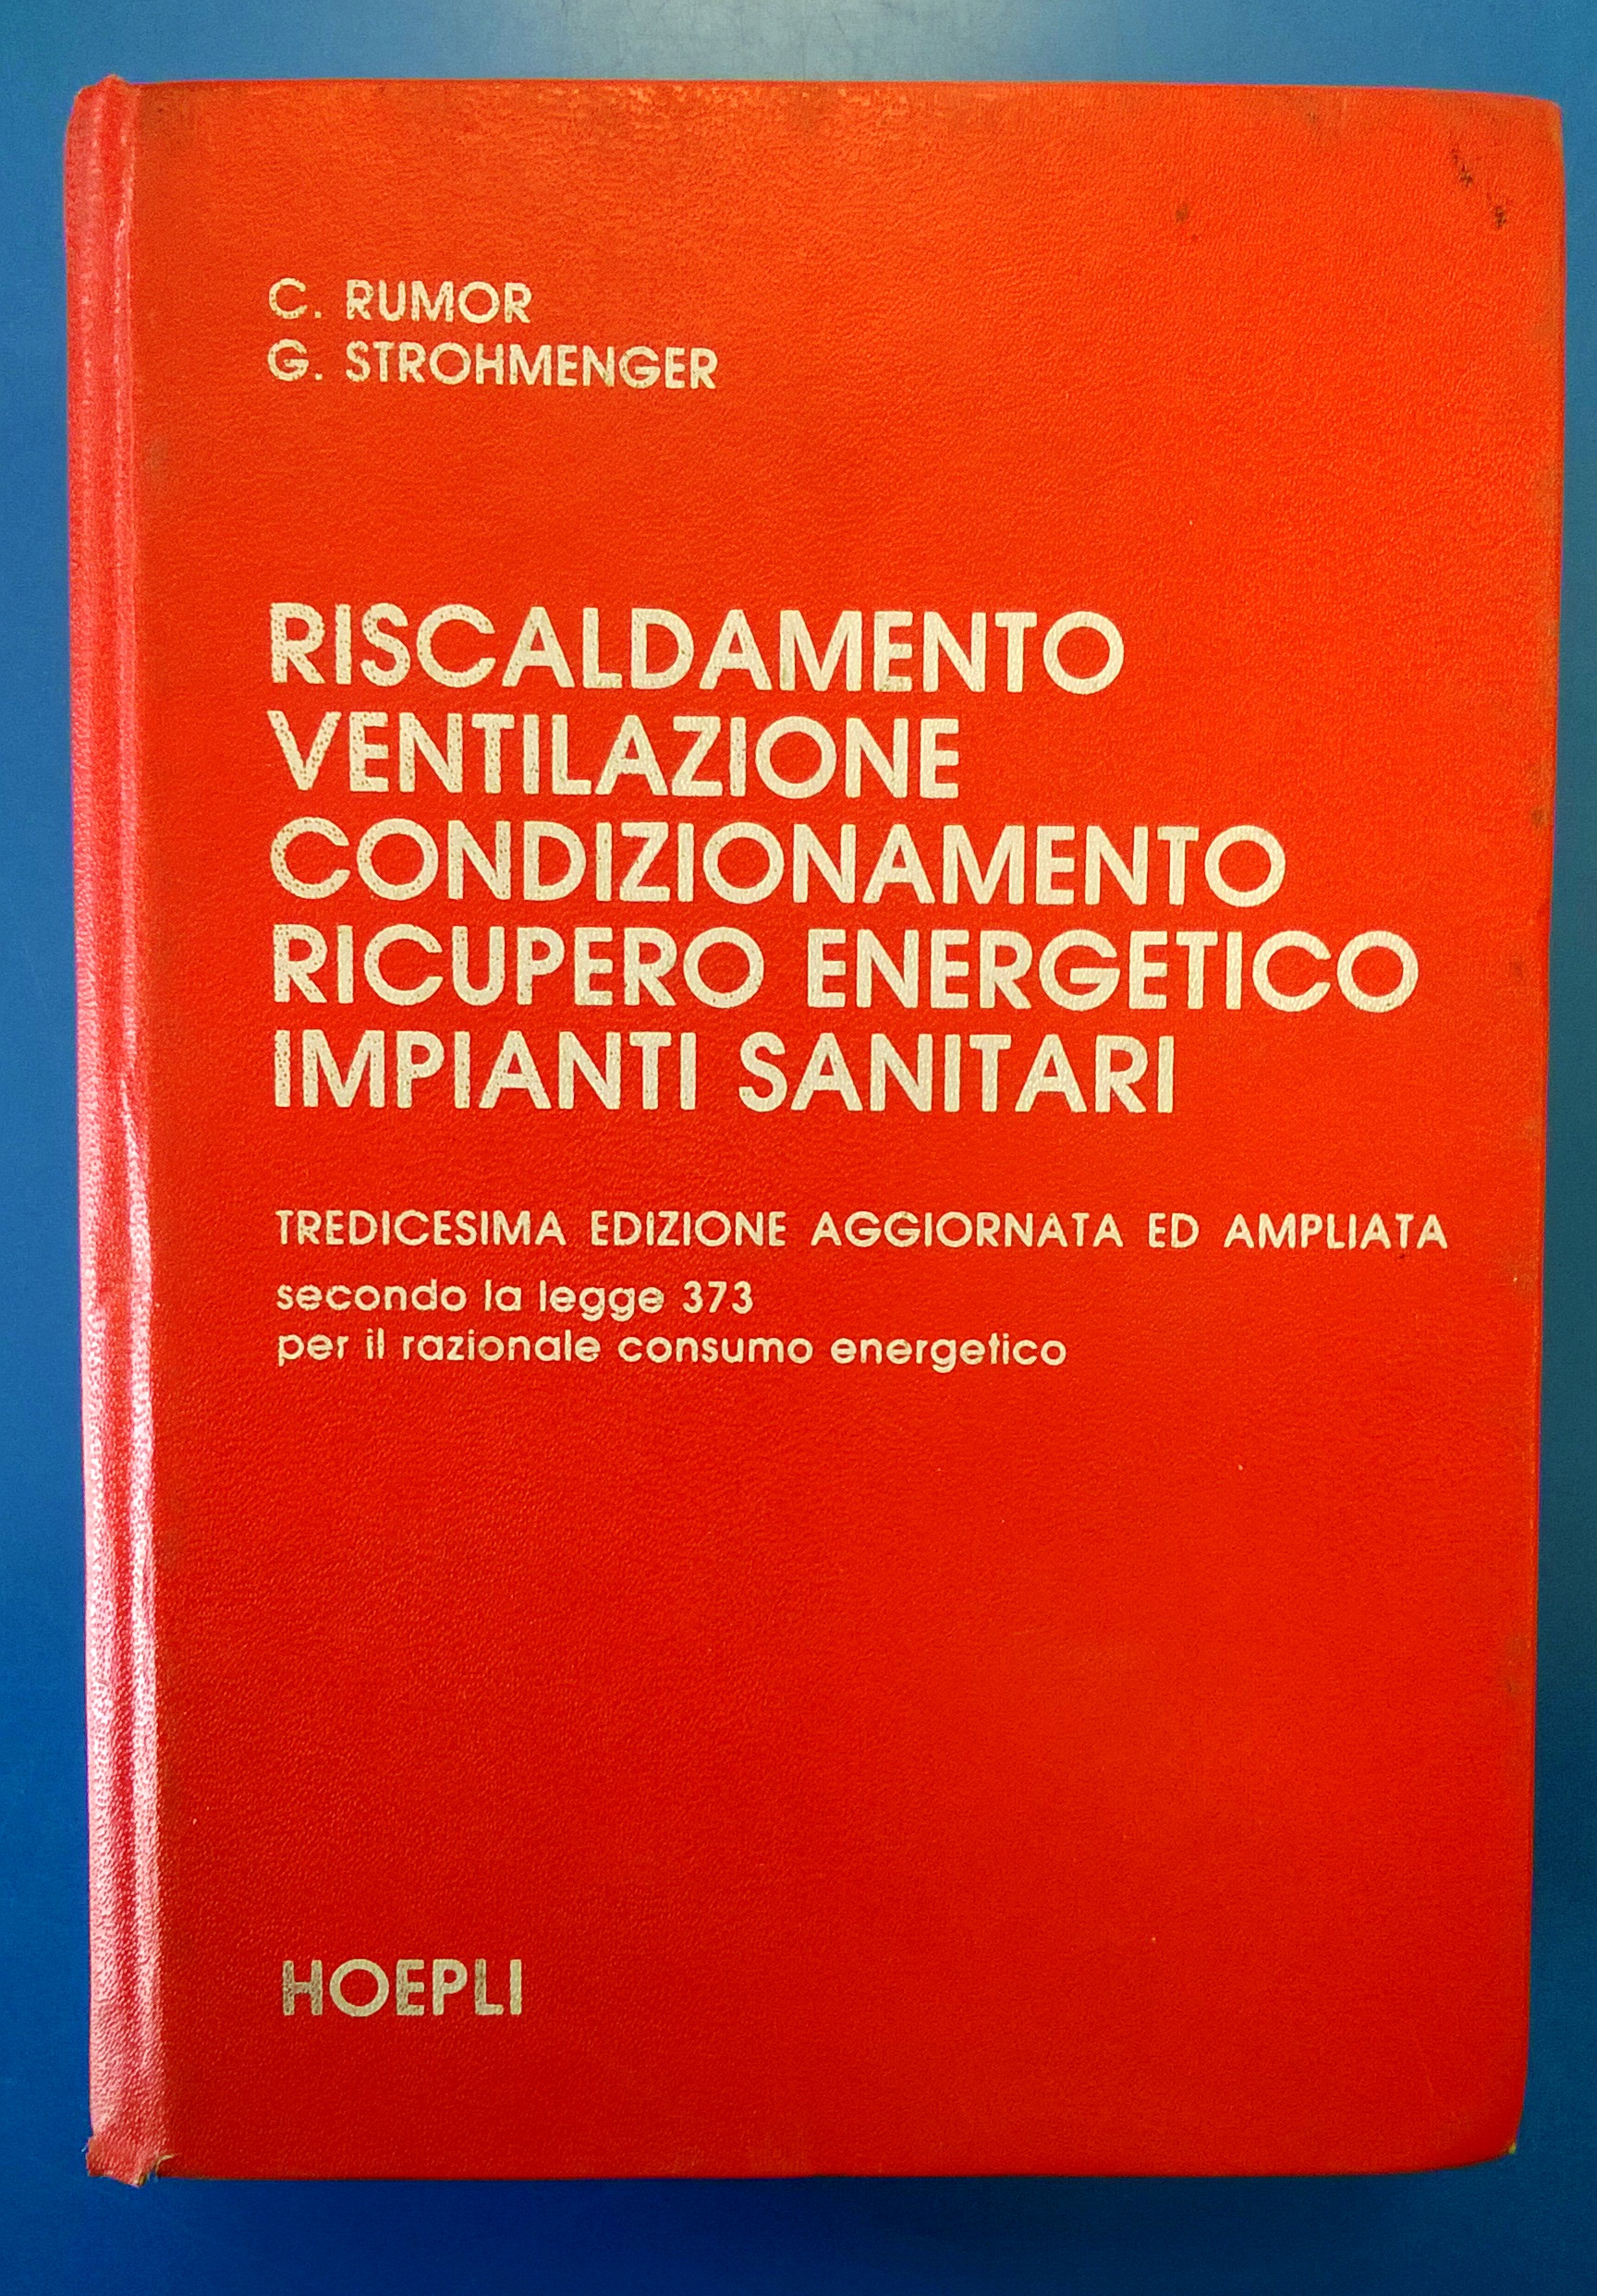 C. RUMOR
G. STROHMENGER
RISCALDAMENTO
VENTILAZIONE
CONDIZIONAMENTO
RICUPERO ENERGETICO
IMPIANTI SANITARI
TREDICESIMA EDIZIONE AGGIORNATA ED AMPLIATA
secondo la legge 373
per il razionale consumo energetico
HOEPLI